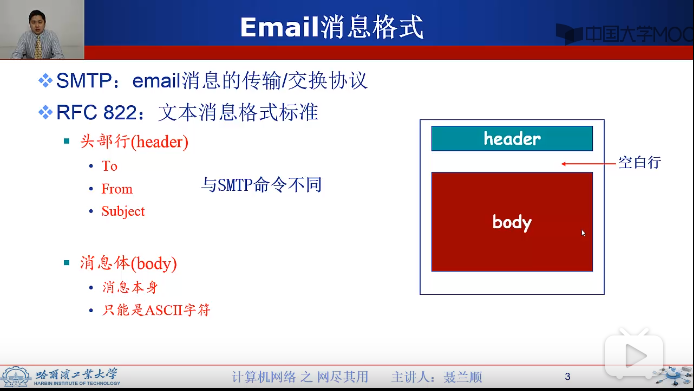 Email消息格式
中国大学MOC
SMTP：email消息的传输/交换协议
RFC 822：文本消息格式标准
头部行(header)
To
From
Subject
与SMTP命令不同
消息体(body)
消息本身
只能是ASCII字符
header
空白行
body
哈尔滨工业大学
HARBIN INSTITUTE OF TECHNOLOGY
计算机网络 之 网尽其用 主讲人：聂兰顺
3